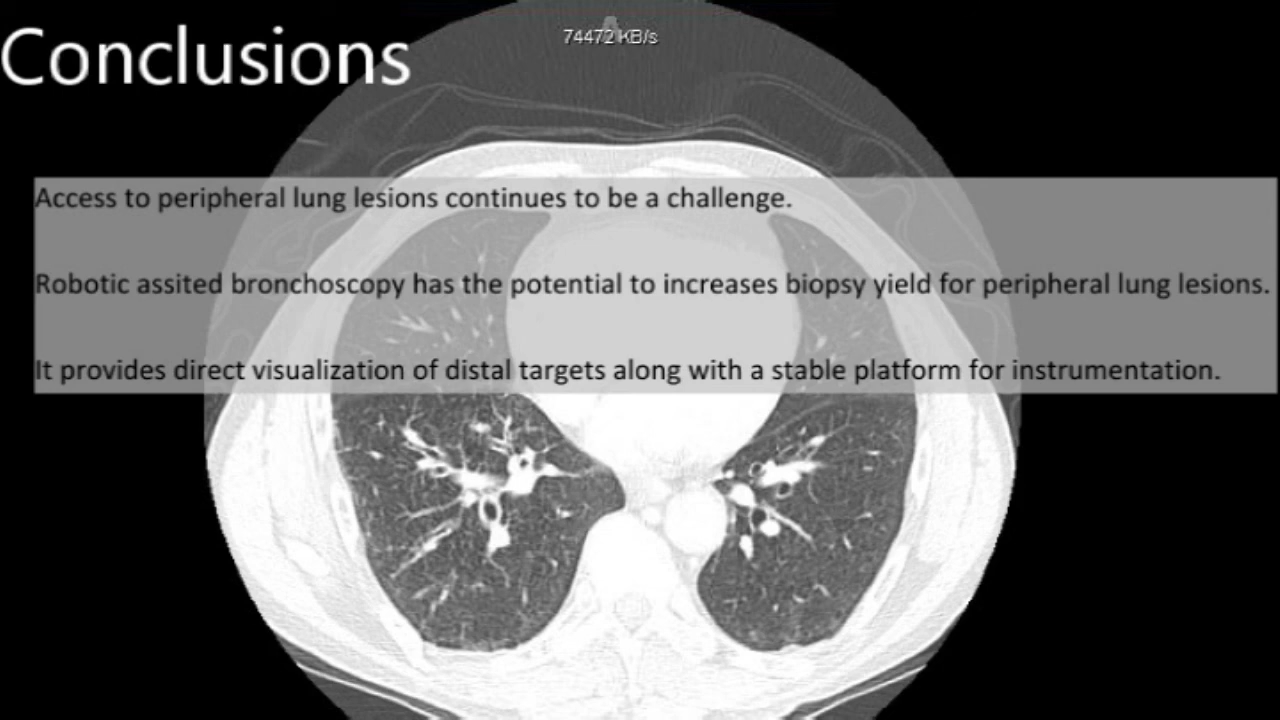 74472 KB/s
Conclusions
Access to peripheral lung lesions continues to be a challenge.
Robotic assited bronchoscopy has the potential to increases biopsy yield for peripheral lung lesions.
It provides direct visualization of distal targets along with a stable platform for instrumentation.